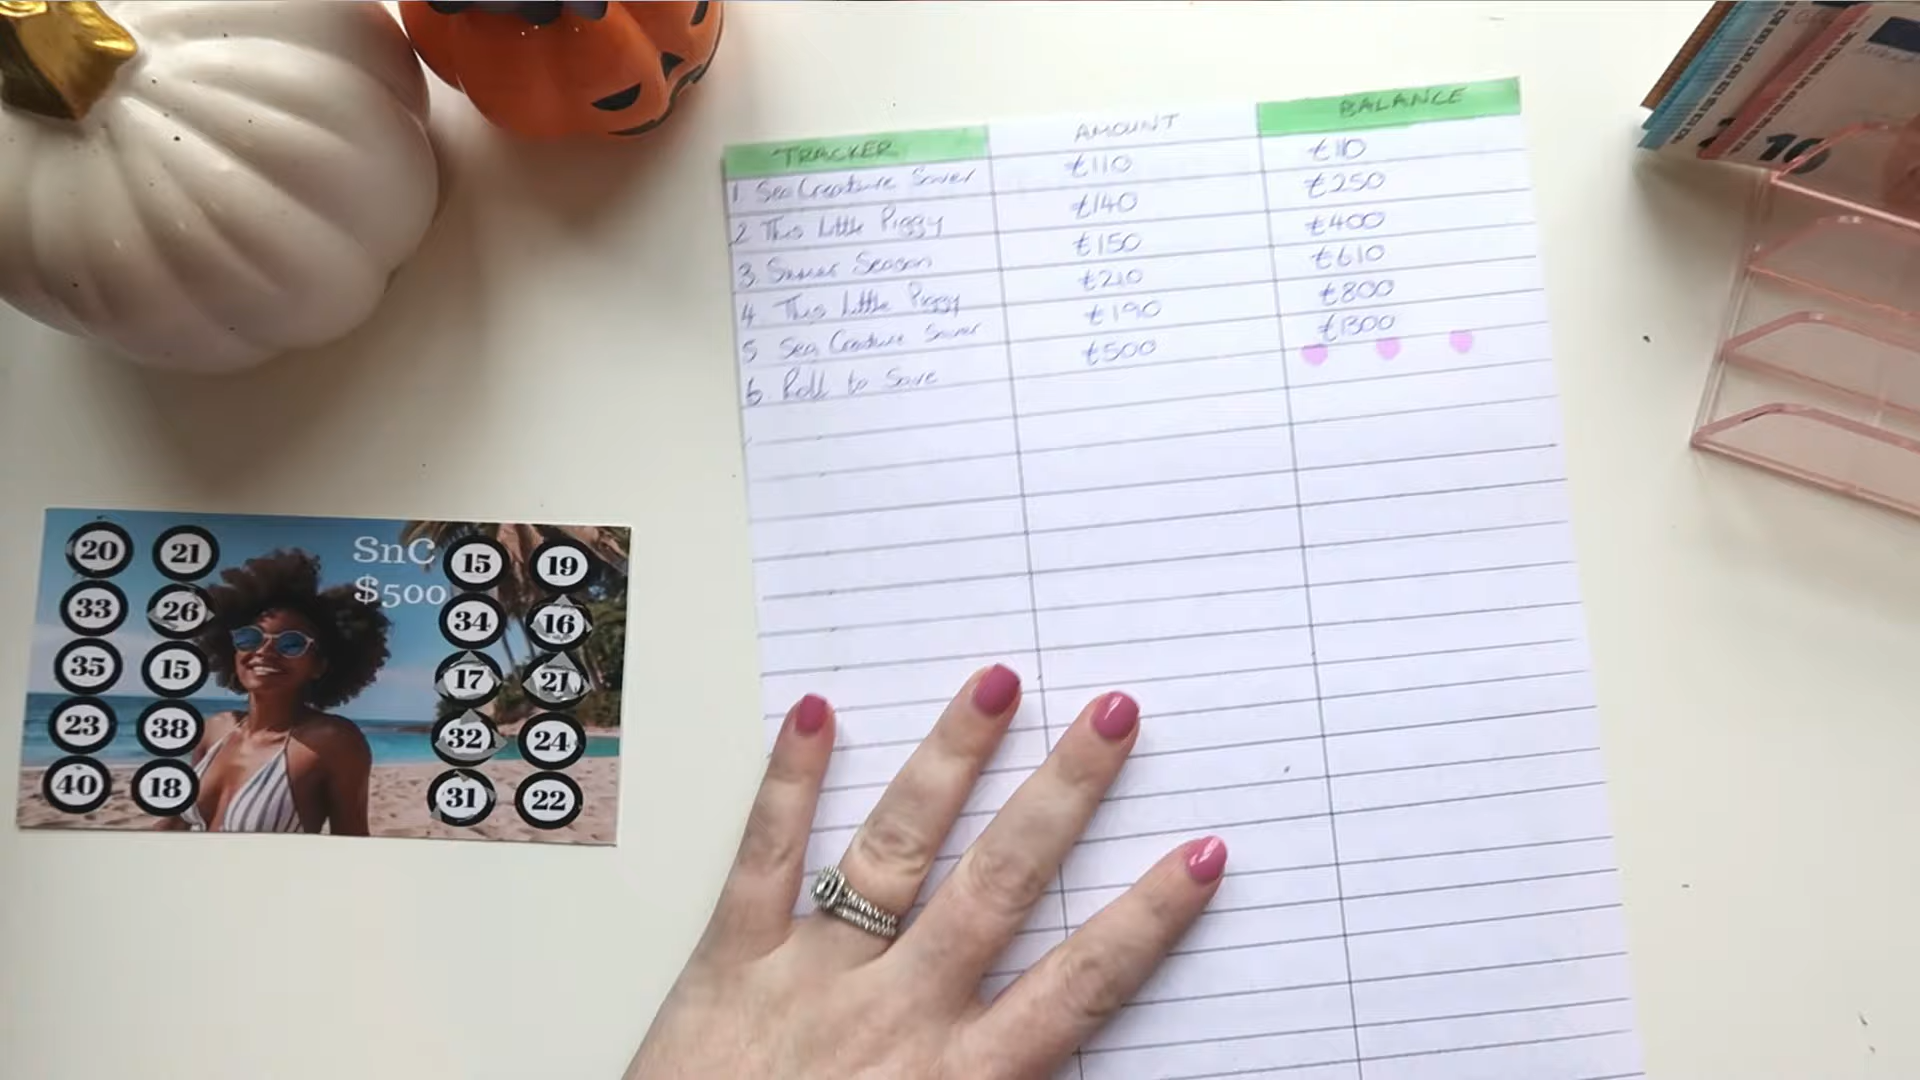 TRACKER AMOUNT BALANCE
1. Sea Creature Saver €110 €110
2 This Little Piggy €140 €250
3. Season €150 €400
4. This Little Piggy €210 €610
5 Sea Creature Saver €190 €800
6. Roll to Save €500 €1300
SnC
$500
20 21 15 19
33 26 34 16
35 15 17 21
23 38 32 24
40 18 31 22
10